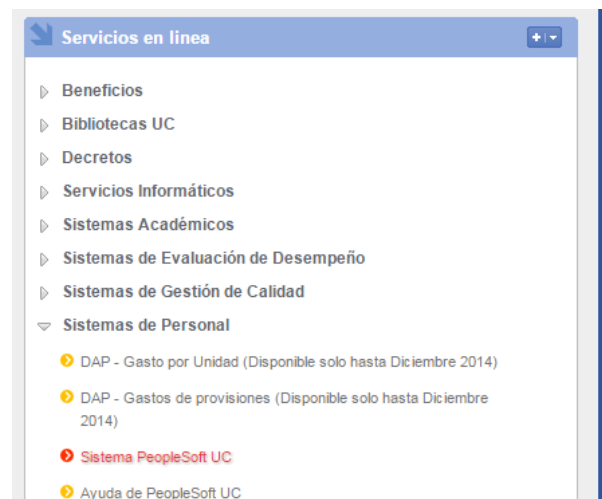 Servicios en linea
Beneficios
Bibliotecas UC
Decretos
Servicios Informáticos
Sistemas Académicos
Sistemas de Evaluación de Desempeño
Sistemas de Gestión de Calidad
Sistemas de Personal
DAP - Gasto por Unidad (Disponible solo hasta Diciembre 2014)
DAP - Gastos de provisiones (Disponible solo hasta Diciembre
2014)
Sistema PeopleSoft UC
Ayuda de PeopleSoft UC